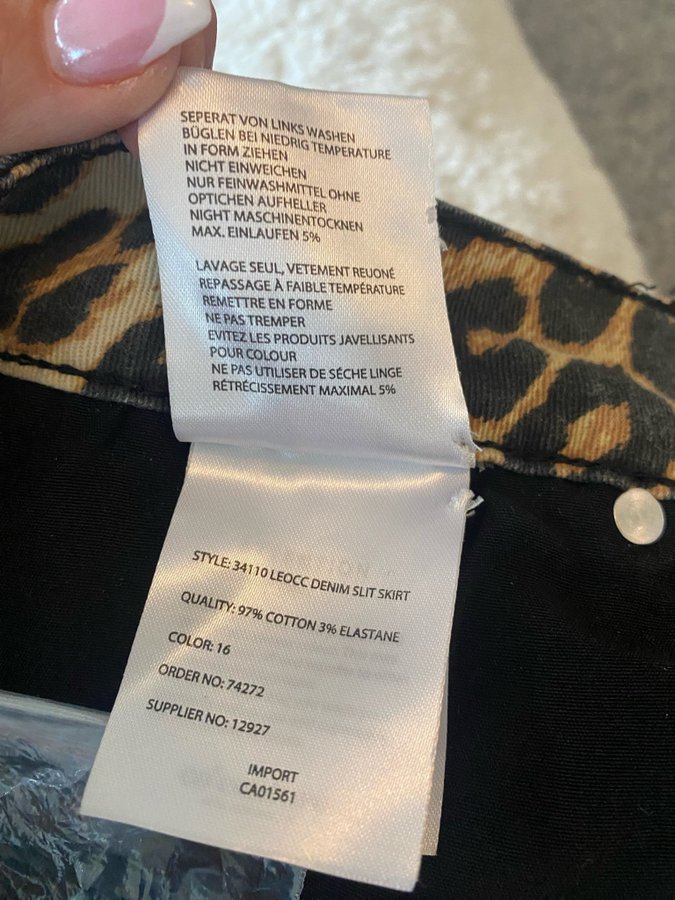 SEPERAT VON LINKS WASHEN
BÜGLEN BEI NIEDRIG TEMPERATURE
IN FORM ZIEHEN
NICHT EINWEICHEN
NUR FEINWASHMITTEL OHNE
OPTICHEN AUFHELLER
NIGHT MASCHINENTOCKNEN
MAX. EINLAUFEN 5%
LAVAGE SEUL, VETEMENT REUONÉ
REPASSAGE À FAIBLE TEMPÉRATURE
REMETTRE EN FORME
NE PAS TREMPER
EVITEZ LES PRODUITS JAVELLISANTS
POUR COLOUR
NE PAS UTILISER DE SÉCHE LINGE
RÉTRÉCISSEMENT MAXIMAL 5%
STYLE: 34110 LEOCC DENIM SLIT SKIRT
QUALITY: 97% COTTON 3% ELASTANE
COLOR: 16
ORDER NO: 74272
SUPPLIER NO: 12927
IMPORT
CA01561